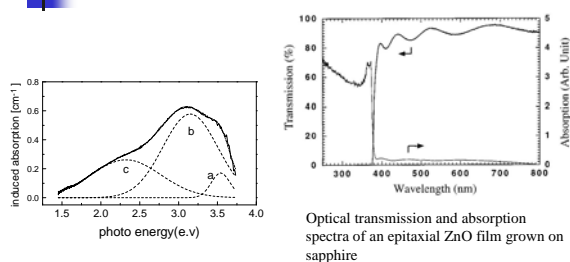 induced absorption [cm⁻¹]
0.8
0.6
0.4
0.2
0.0
b
c
a
1.5 2.0 2.5 3.0 3.5 4.0
photo energy(e.v)
Transmission (%)
100
80
60
40
20
0
5
4
3
2
1
0
Absorption (Arb. Unit)
300 400 500 600 700 800
Wavelength (nm)
Optical transmission and absorption
spectra of an epitaxial ZnO film grown on
sapphire